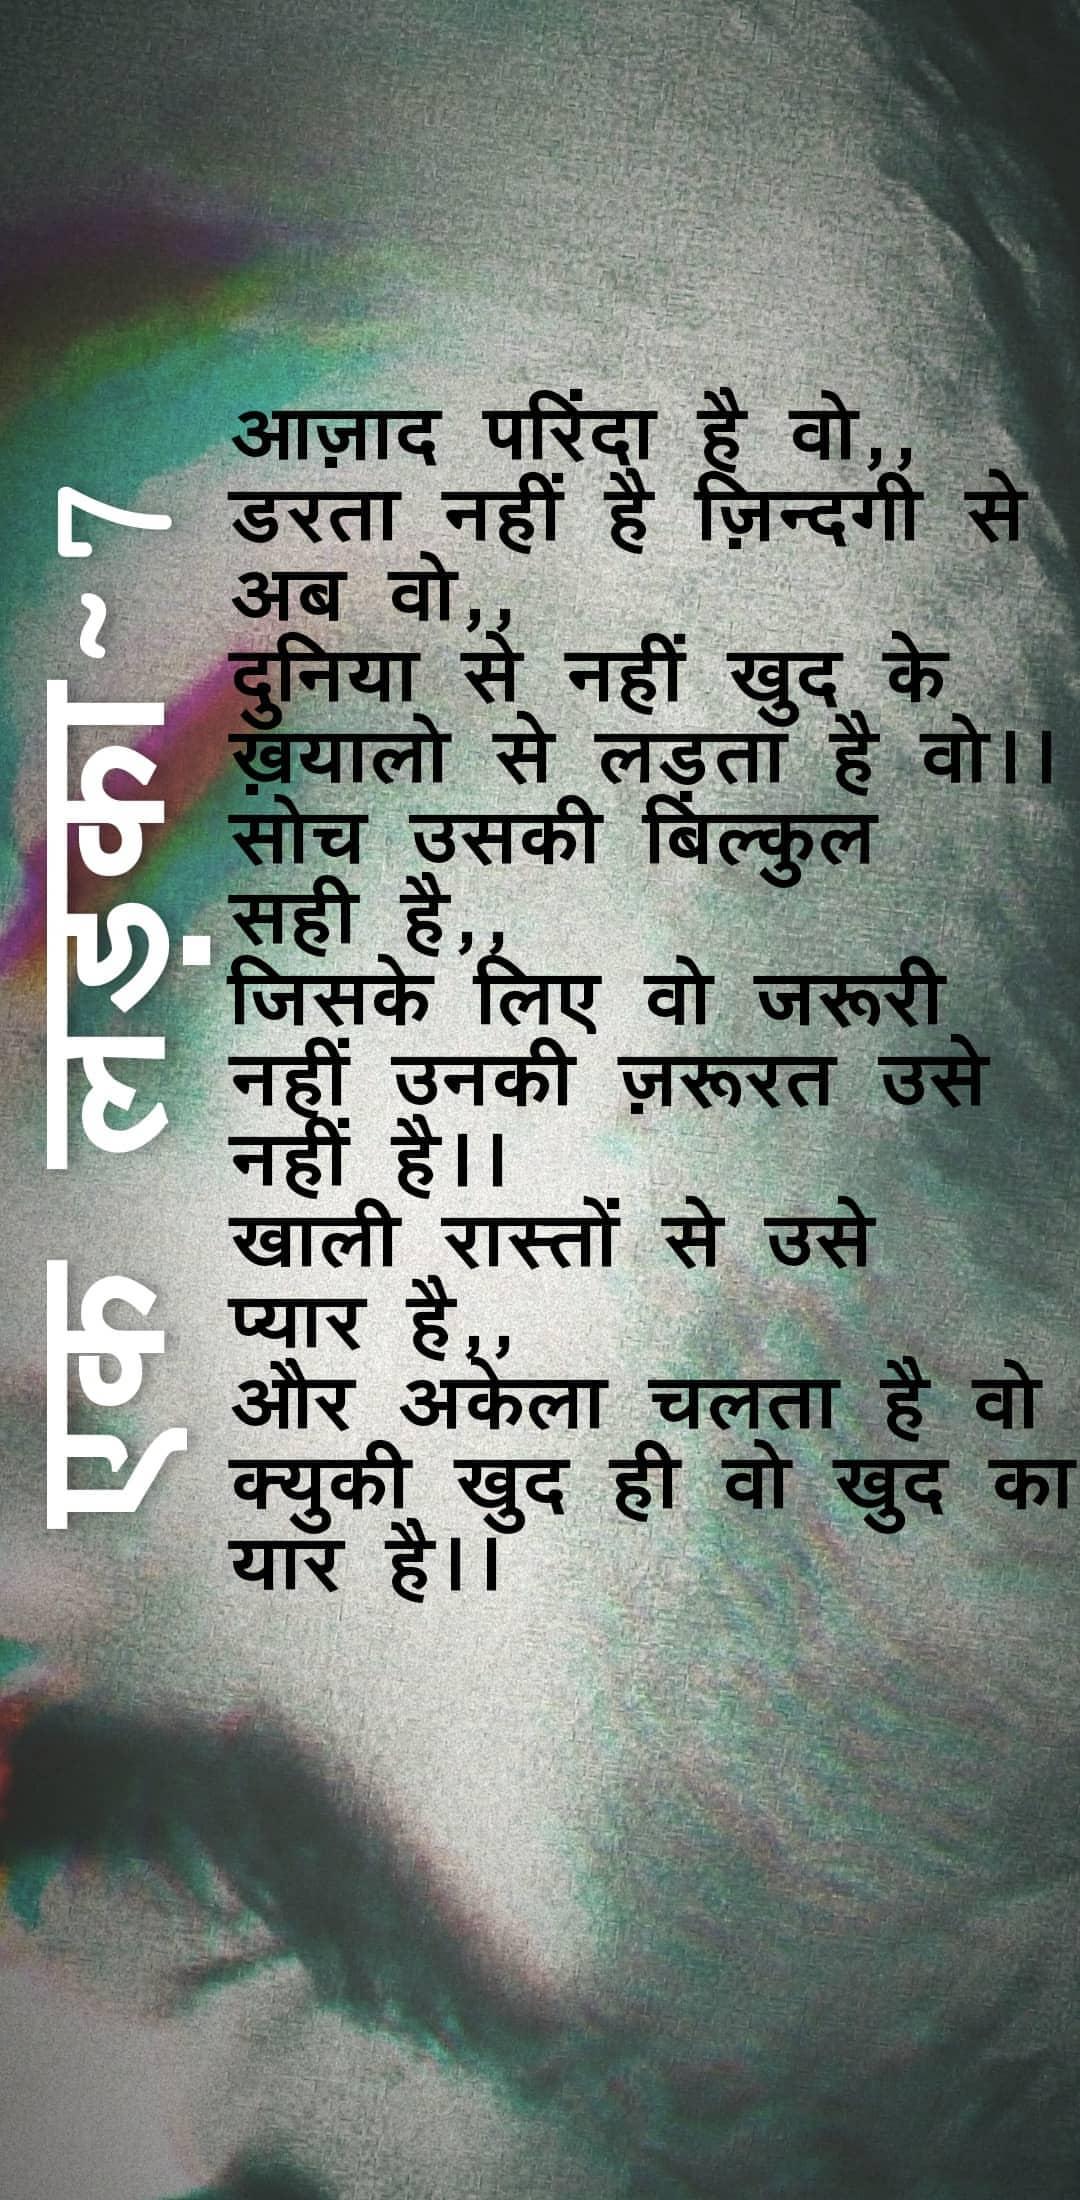 एक लड़का ~ 7
आज़ाद परिंदा है वो,,
डरता नहीं है ज़िन्दगी से
अब वो,,
दुनिया से नहीं खुद के
ख़यालो से लड़ता है वो।।
सोच उसकी बिल्कुल
सही है,,
जिसके लिए वो जरूरी
नहीं उनकी ज़रूरत उसे
नहीं है।।
खाली रास्तों से उसे
प्यार है,,
और अकेला चलता है वो
क्युकी खुद ही वो खुद का
यार है।।